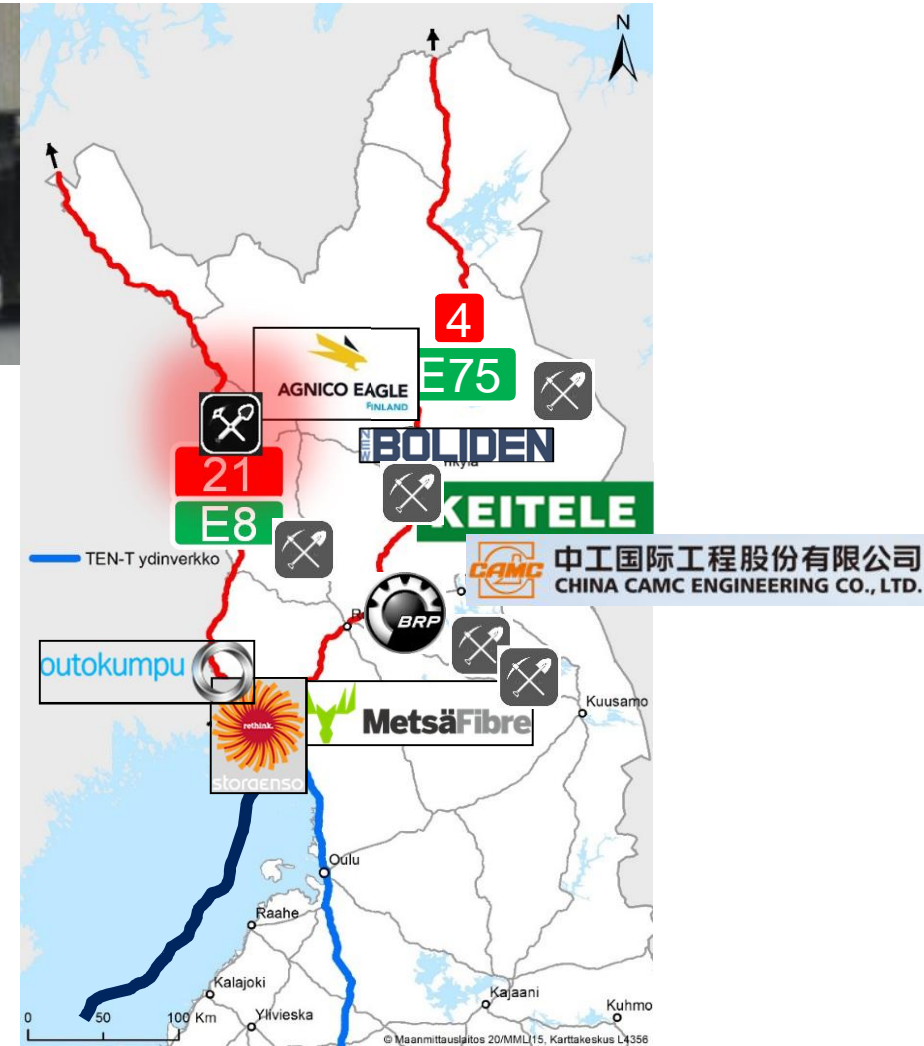 N
4
E75
AGNICO EAGLE
FINLAND
NEW BOLIDEN
21
E8
KEITELE
TEN-T ydinverkko
CAMC 中工国际工程股份有限公司
CHINA CAMC ENGINEERING CO., LTD.
BRP
outokumpu
rethink.
storaenso
MetsäFibre
Kuusamo
Oulu
Raahe
Kalajoki
Ylivieska
Kajaani
Kuhmo
0 50 100 Km
© Maanmittauslaitos 20/MML/15, Karttakeskus L4356